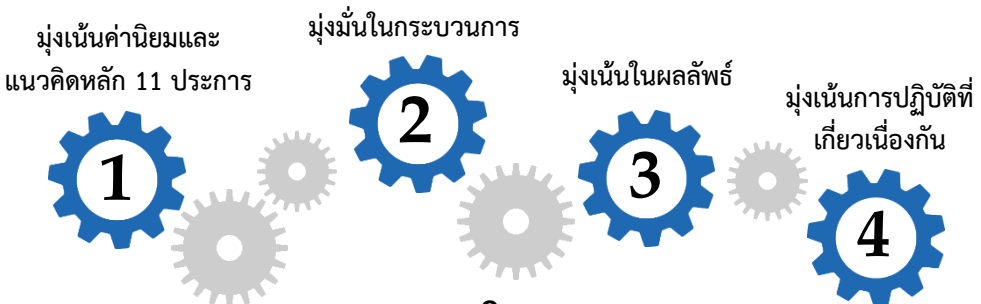 มุ่งเน้นค่านิยมและ
แนวคิดหลัก 11 ประการ
1
มุ่งมั่นในกระบวนการ
2
มุ่งเน้นในผลลัพธ์
3
มุ่งเน้นการปฏิบัติที่
เกี่ยวเนื่องกัน
4